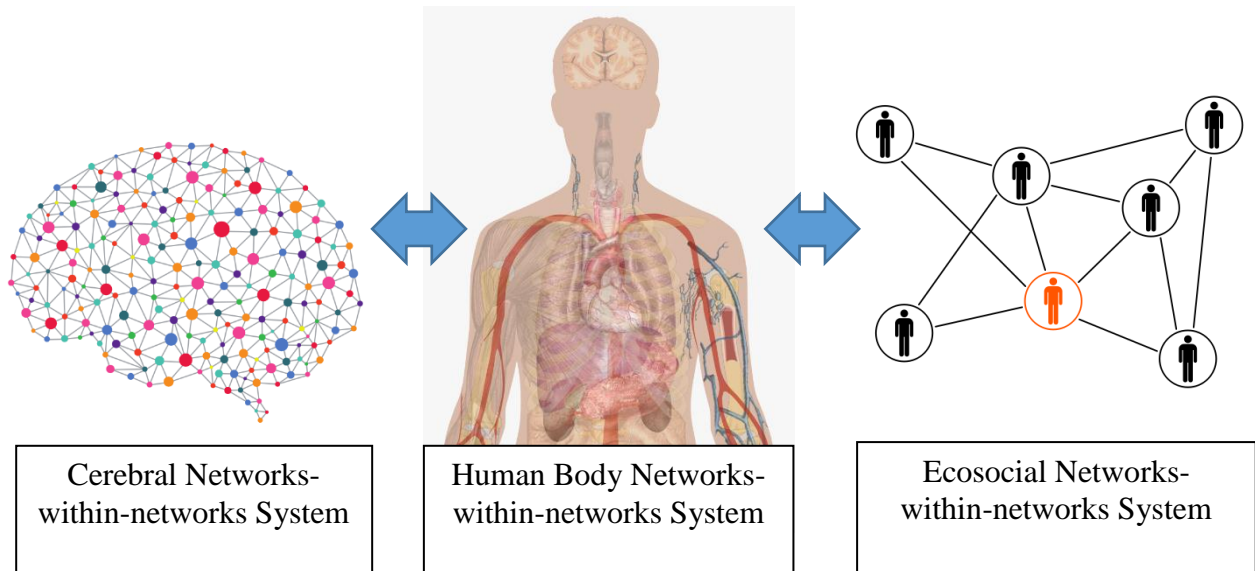 Cerebral Networks-
within-networks System
Human Body Networks-
within-networks System
Ecosocial Networks-
within-networks System